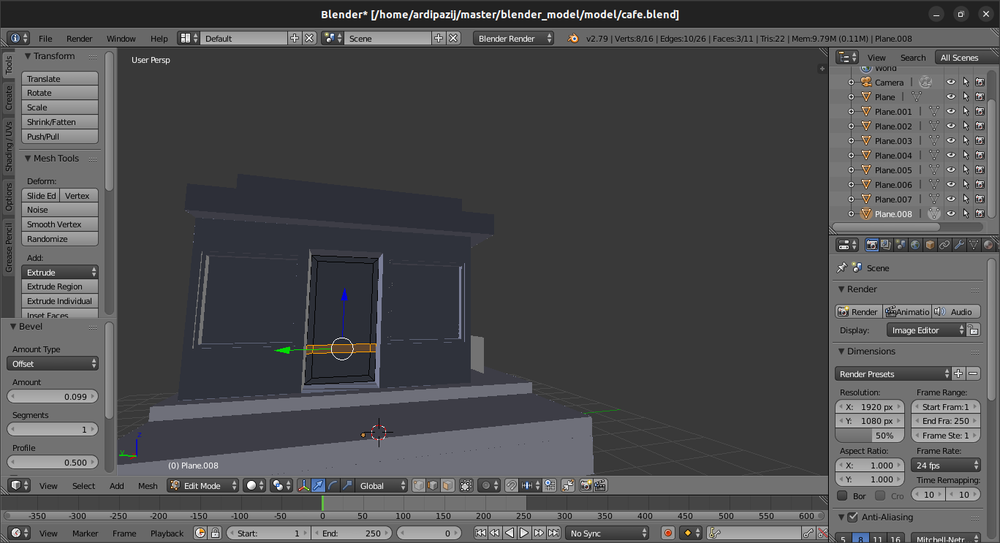 Blender* [/home/ardipazij/master/blender_model/model/cafe.blend]
File Render Window Help Default Scene Blender Render v2.79 | Verts:8/16 | Edges:10/26 | Faces:3/11 | Tris:22 | Mem:9.79M (0.11M) | Plane.008
Tools
Create
Shading / UVs
Options
Grease Pencil
Transform
Translate
Rotate
Scale
Shrink/Fatten
Push/Pull
Mesh Tools
Deform:
Slide Ed Vertex
Noise
Smooth Vertex
Randomize
Add:
Extrude
Extrude Region
Extrude Individual
Inset Faces
Bevel
Amount Type
Offset
Amount
0.099
Segments
1
Profile
0.500
User Persp
z
y
(0) Plane.008
View Select Add Mesh Edit Mode Global
-350 -300 -250 -200 -150 -100 -50 0 50 100 150 200 250 300 350 400 450 500 550 600
View Marker Frame Playback Start: 1 End: 250 0 No Sync
View Search All Scenes
World
Camera |
Plane |
Plane.001 |
Plane.002 |
Plane.003 |
Plane.004 |
Plane.005 |
Plane.006 |
Plane.007 |
Plane.008 |
Scene
Render
Render Animatio Audio
Display: Image Editor
Dimensions
Render Presets
Resolution: Frame Range:
X: 1920 px Start Fram:1
Y: 1080 px End Fra: 250
50% Frame Ste: 1
Aspect Ratio: Frame Rate:
X: 1.000 24 fps
Y: 1.000 Time Remapping:
Bor Cro 10 10
Anti-Aliasing
5 8 11 16 Mitchell-Netr...